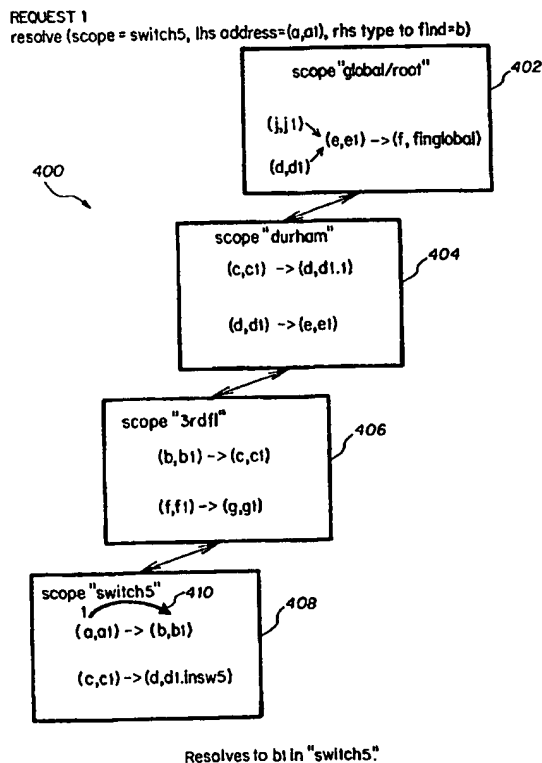 REQUEST 1
resolve (scope = switch5, lhs address=(a,a1), rhs type to find=b)
402
scope "global/root"
(j,j1)
(e,e1) -> (f, finglobal)
(d,d1)
400
scope "durham"
404
(c,c1) -> (d,d1.1)
(d,d1) -> (e,e1)
scope "3rdfl"
406
(b,b1) -> (c,c1)
(f,f1) -> (g,g1)
scope "switch5"
410
408
1
(a,a1) -> (b,b1)
(c,c1)->(d,d1.insw5)
Resolves to b1 in "switch5".